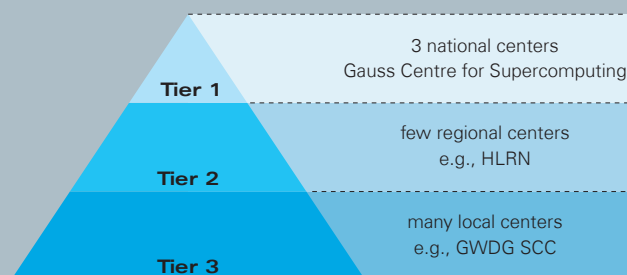 3 national centers
Gauss Centre for Supercomputing
Tier 1
few regional centers
e.g., HLRN
Tier 2
many local centers
e.g., GWDG SCC
Tier 3